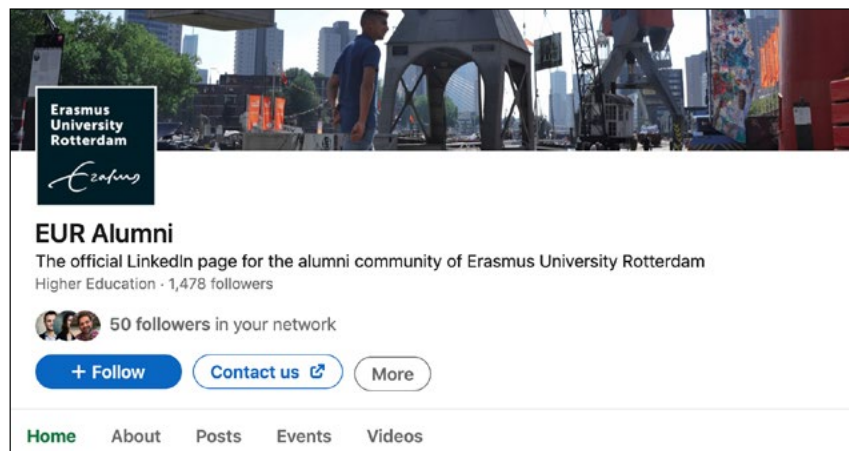 Erasmus
University
Rotterdam
Erasmus
EUR Alumni
The official LinkedIn page for the alumni community of Erasmus University Rotterdam
Higher Education · 1,478 followers
50 followers in your network
+ Follow
Contact us
More
Home About Posts Events Videos